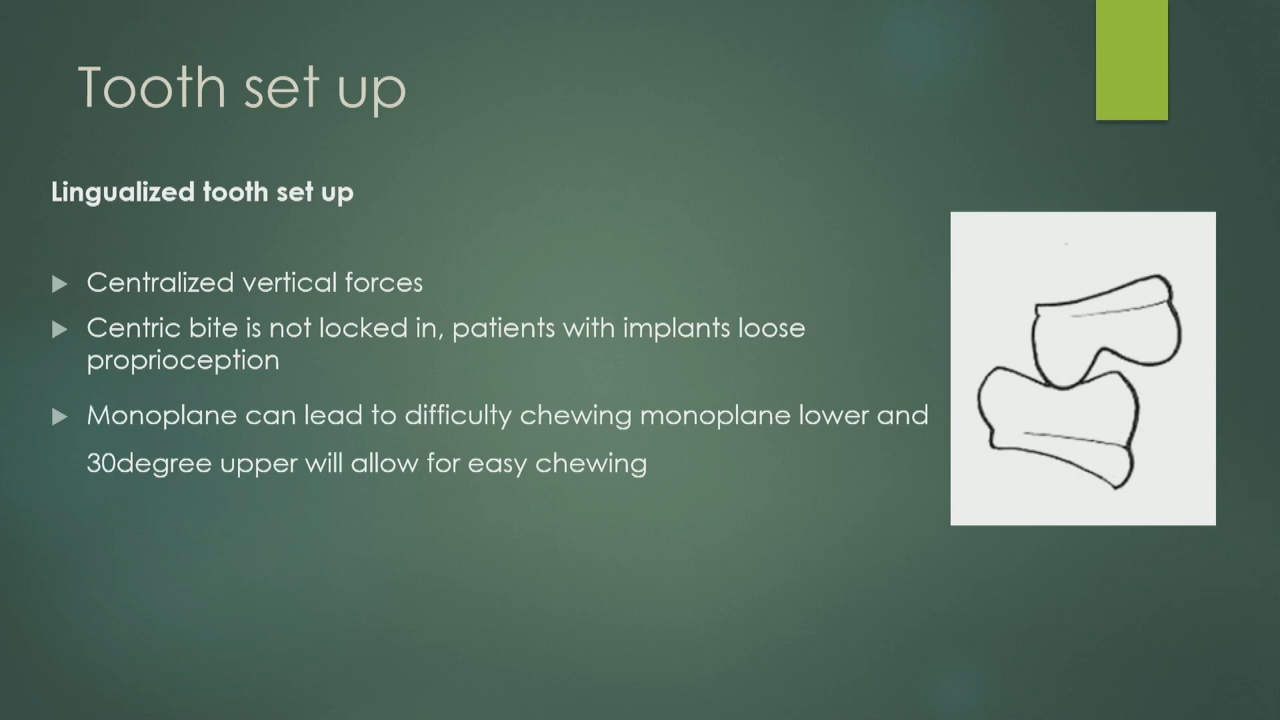 Tooth set up
Lingualized tooth set up
Centralized vertical forces
Centric bite is not locked in, patients with implants loose
proprioception
Monoplane can lead to difficulty chewing monoplane lower and
30degree upper will allow for easy chewing